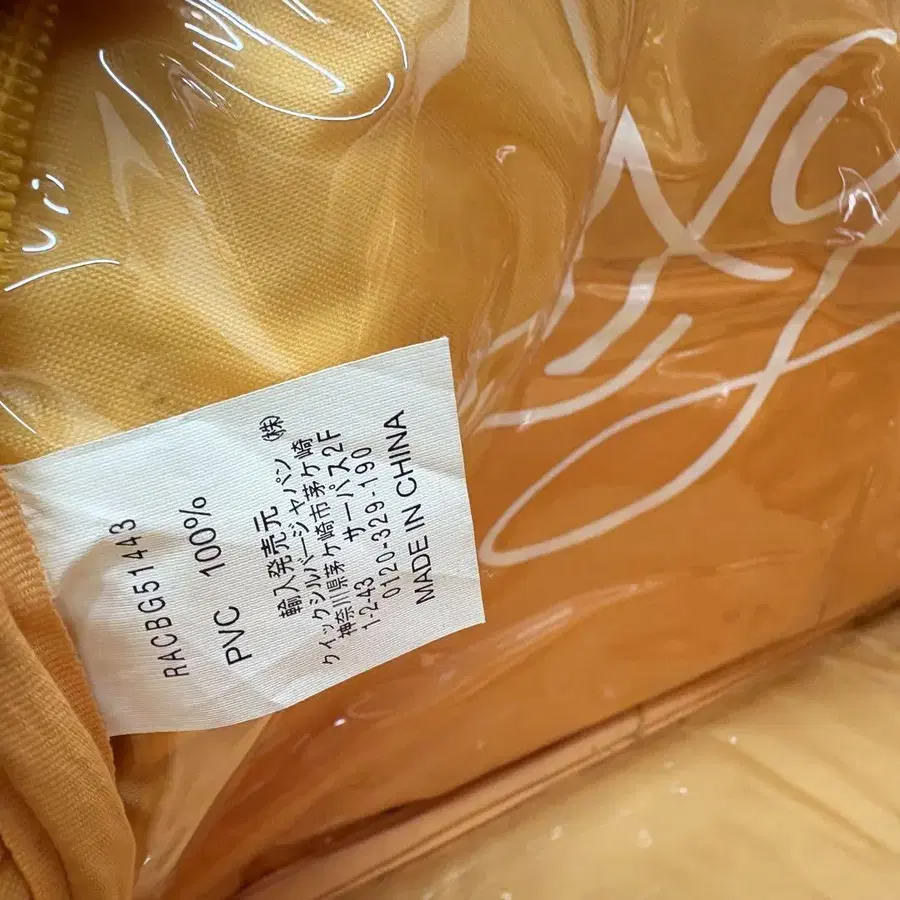 RACBG51443
PVC 100%
輸入発売元
クイックシルバージャパン ㈱
神奈川県茅ケ崎市茅ケ崎
1-2-43 サーパス2F
0120-329-190
MADE IN CHINA